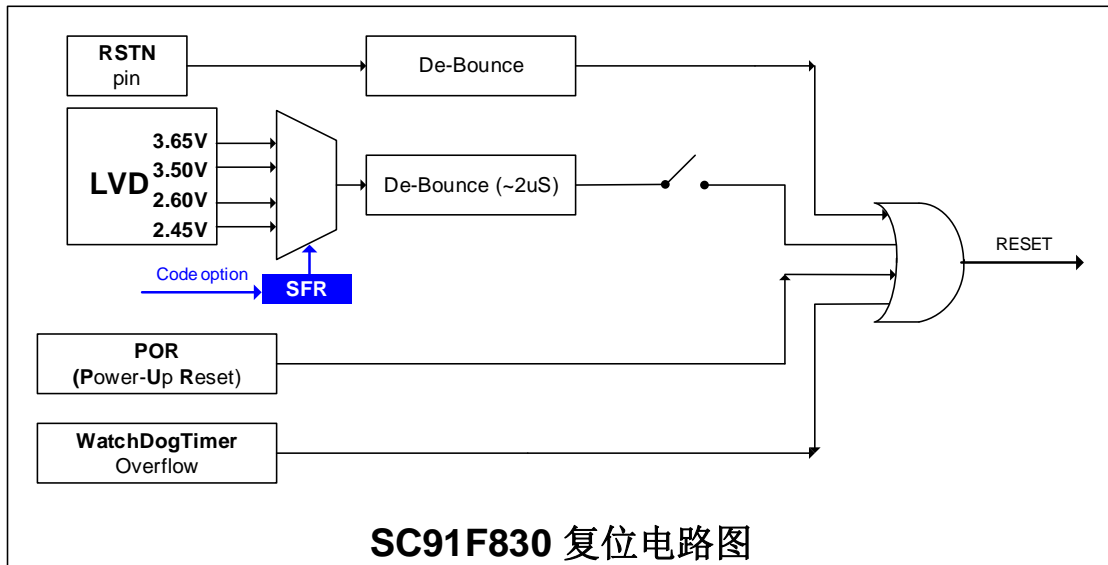 RSTN
pin
De-Bounce
LVD
3.65V
3.50V
2.60V
2.45V
De-Bounce (~2uS)
Code option
SFR
RESET
POR
(Power-Up Reset)
WatchDogTimer
Overflow
SC91F830 复位电路图